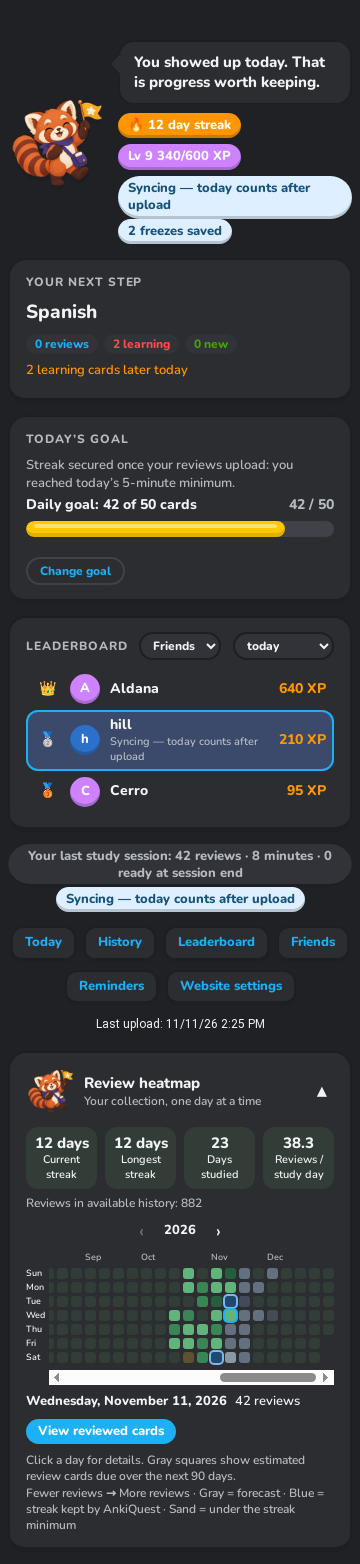 You showed up today. That
is progress worth keeping.
🔥 12 day streak
Lv 9 340/600 XP
Syncing — today counts after
upload
2 freezes saved
YOUR NEXT STEP
Spanish
0 reviews 2 learning 0 new
2 learning cards later today
TODAY'S GOAL
Streak secured once your reviews upload: you
reached today's 5-minute minimum.
Daily goal: 42 of 50 cards 42 / 50
Change goal
LEADERBOARD Friends today
👑 A Aldana 640 XP
🥈 h hill 210 XP
Syncing — today counts after
upload
🥉 C Cerro 95 XP
Your last study session: 42 reviews · 8 minutes · 0
ready at session end
Syncing — today counts after upload
Today History Leaderboard Friends
Reminders Website settings
Last upload: 11/11/26 2:25 PM
Review heatmap ▲
Your collection, one day at a time
12 days 12 days 23 38.3
Current Longest Days Reviews /
streak streak studied study day
Reviews in available history: 882
‹ 2026 ›
Sep Oct Nov Dec
Sun
Mon
Tue
Wed
Thu
Fri
Sat
Wednesday, November 11, 2026 42 reviews
View reviewed cards
Click a day for details. Gray squares show estimated
review cards due over the next 90 days.
Fewer reviews → More reviews · Gray = forecast · Blue =
streak kept by AnkiQuest · Sand = under the streak
minimum